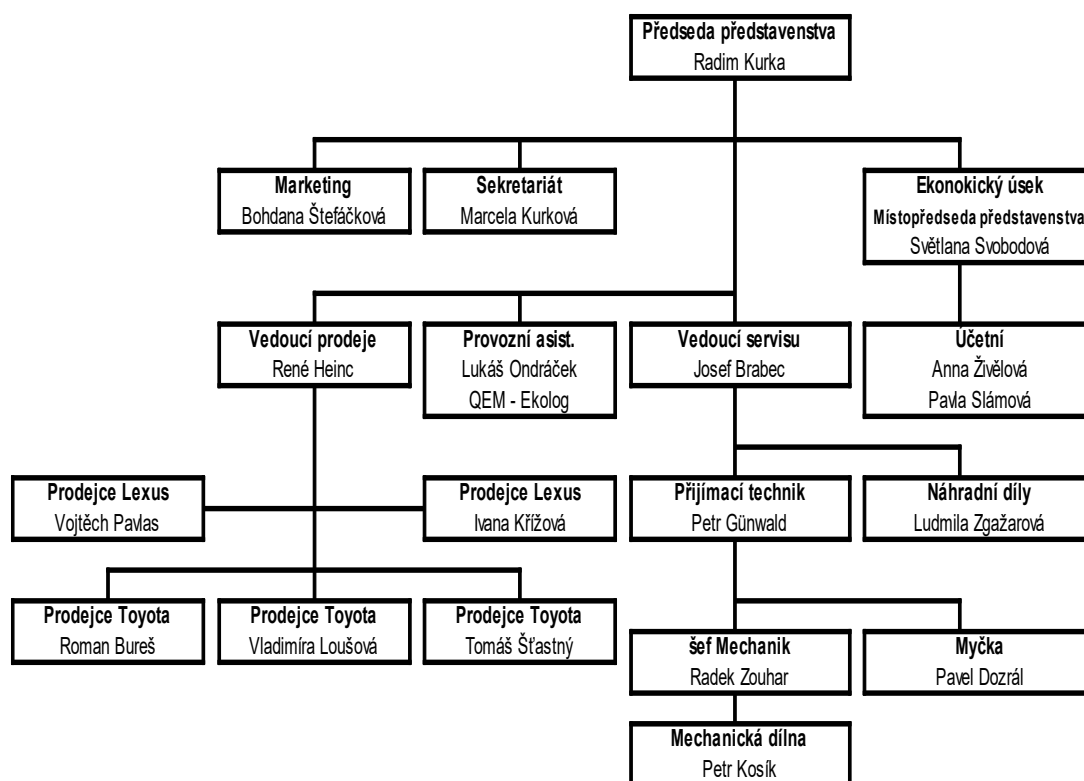 Předseda představenstva
Radim Kurka
Marketing
Bohdana Štefáčková
Sekretariát
Marcela Kurková
Ekonokický úsek
Místopředseda představenstva
Světlana Svobodová
Vedoucí prodeje
René Heinc
Provozní asist.
Lukáš Ondráček
QEM - Ekolog
Vedoucí servisu
Josef Brabec
Účetní
Anna Živělová
Pavla Slámová
Prodejce Lexus
Vojtěch Pavlas
Prodejce Lexus
Ivana Křížová
Přijímací technik
Petr Günwald
Náhradní díly
Ludmila Zgažarová
Prodejce Toyota
Roman Bureš
Prodejce Toyota
Vladimíra Loušová
Prodejce Toyota
Tomáš Šťastný
šéf Mechanik
Radek Zouhar
Myčka
Pavel Dozrál
Mechanická dílna
Petr Kosík